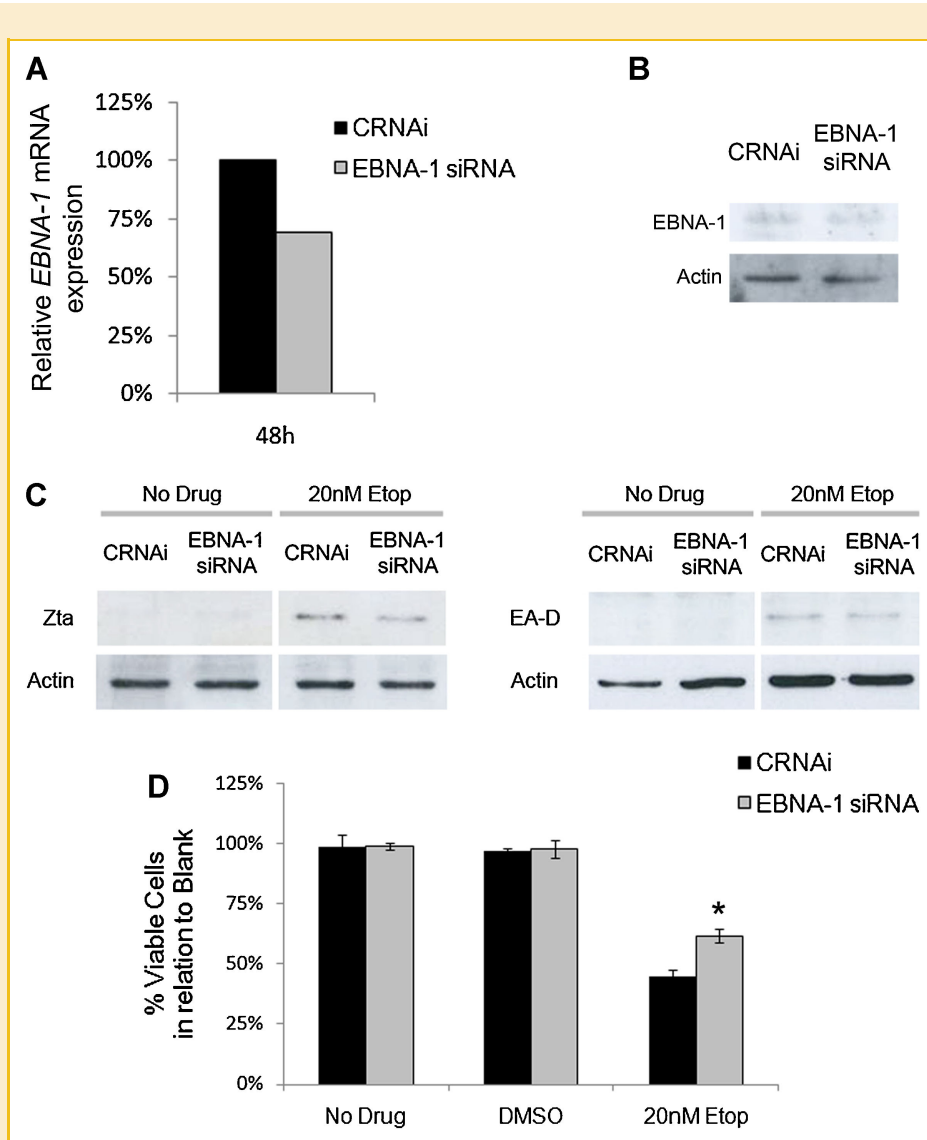 A
125%
100%
75%
50%
25%
0%
Relative EBNA-1 mRNA
expression
CRNAi
EBNA-1 siRNA
48h
B
CRNAi
EBNA-1
siRNA
EBNA-1
Actin
C
No Drug
20nM Etop
CRNAi
EBNA-1
siRNA
CRNAi
EBNA-1
siRNA
Zta
Actin
No Drug
20nM Etop
CRNAi
EBNA-1
siRNA
CRNAi
EBNA-1
siRNA
EA-D
Actin
D
CRNAi
EBNA-1 siRNA
125%
100%
75%
50%
25%
0%
% Viable Cells
in relation to Blank
*
No Drug
DMSO
20nM Etop